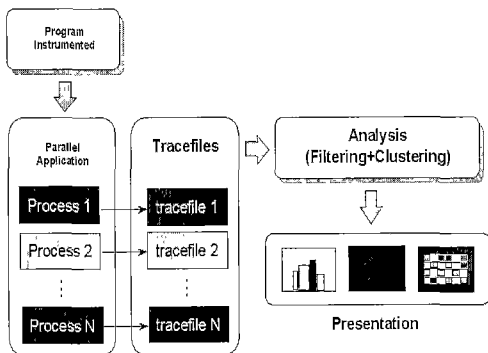 Program
Instrumented
Parallel
Application
Process 1
Process 2
Process N
Tracefiles
tracefile 1
tracefile 2
tracefile N
Analysis
(Filtering+Clustering)
Presentation